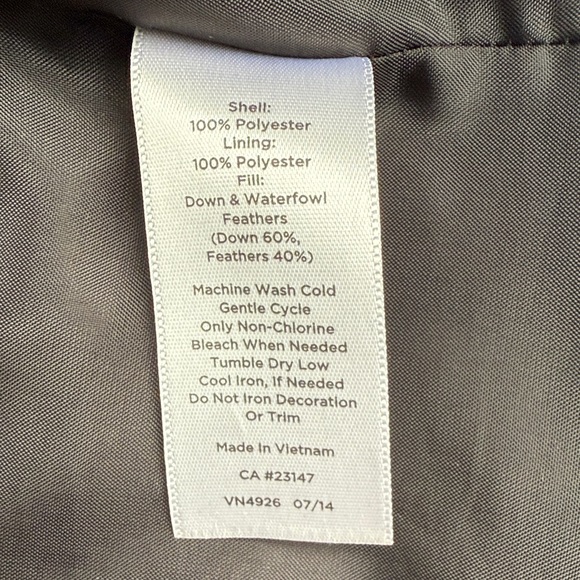 Shell:
100% Polyester
Lining:
100% Polyester
Fill:
Down & Waterfowl
Feathers
(Down 60%,
Feathers 40%)
Machine Wash Cold
Gentle Cycle
Only Non-Chlorine
Bleach When Needed
Tumble Dry Low
Cool Iron, If Needed
Do Not Iron Decoration
Or Trim
Made In Vietnam
CA #23147
VN4926 07/14